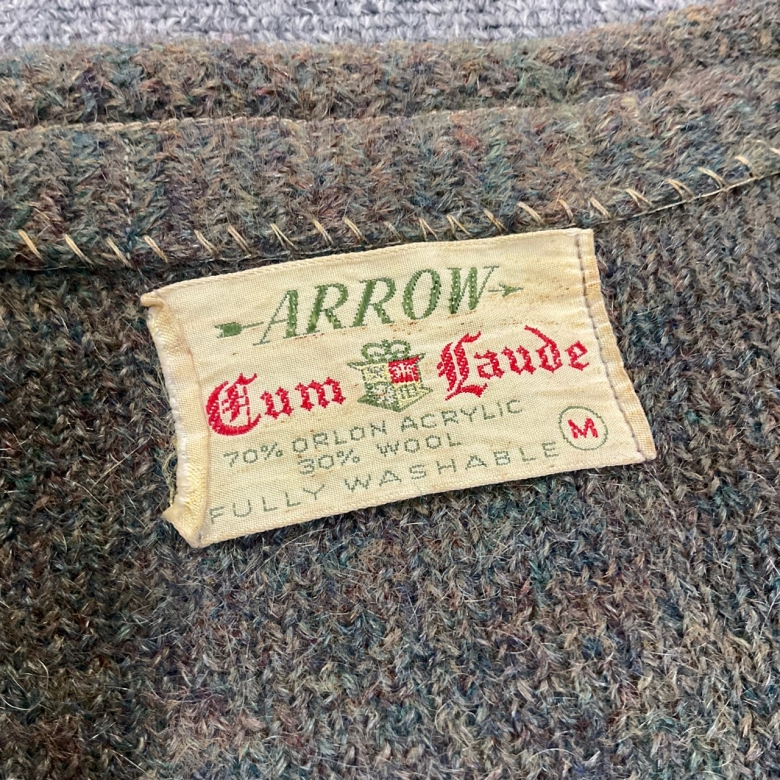 ARROW
Cum Laude
70% ORLON ACRYLIC
30% WOOL
FULLY WASHABLE
M